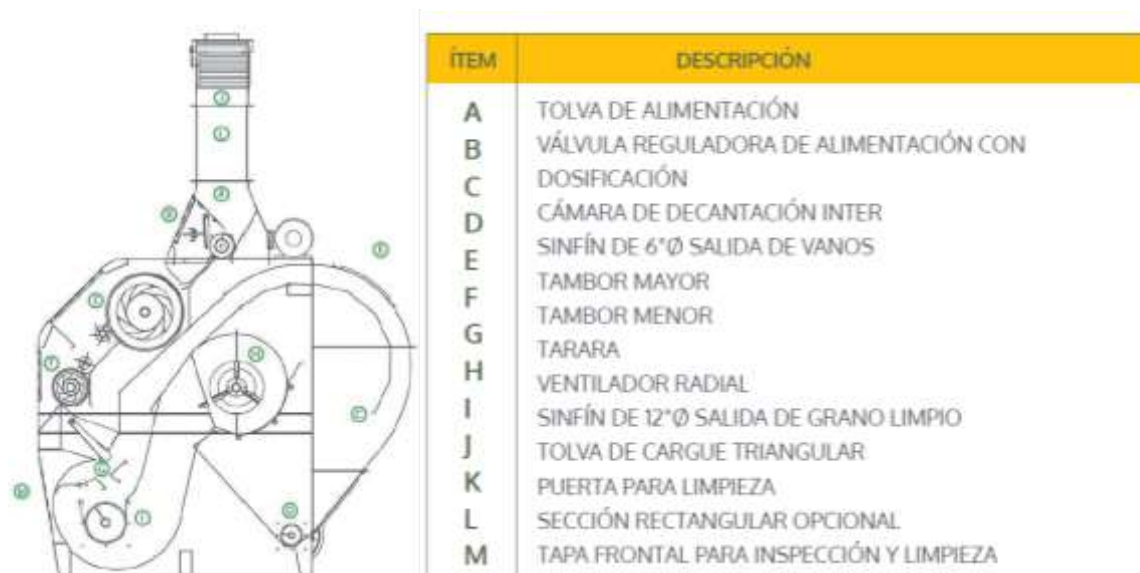 ÍTEM DESCRIPCIÓN
A TOLVA DE ALIMENTACIÓN
B VÁLVULA REGULADORA DE ALIMENTACIÓN CON
C DOSIFICACIÓN
D CÁMARA DE DECANTACIÓN INTER
E SINFÍN DE 6"Ø SALIDA DE VANOS
F TAMBOR MAYOR
G TAMBOR MENOR
H TARARA
I VENTILADOR RADIAL
J SINFÍN DE 12"Ø SALIDA DE GRANO LIMPIO
K TOLVA DE CARGUE TRIANGULAR
L PUERTA PARA LIMPIEZA
M SECCIÓN RECTANGULAR OPCIONAL
TAPA FRONTAL PARA INSPECCIÓN Y LIMPIEZA